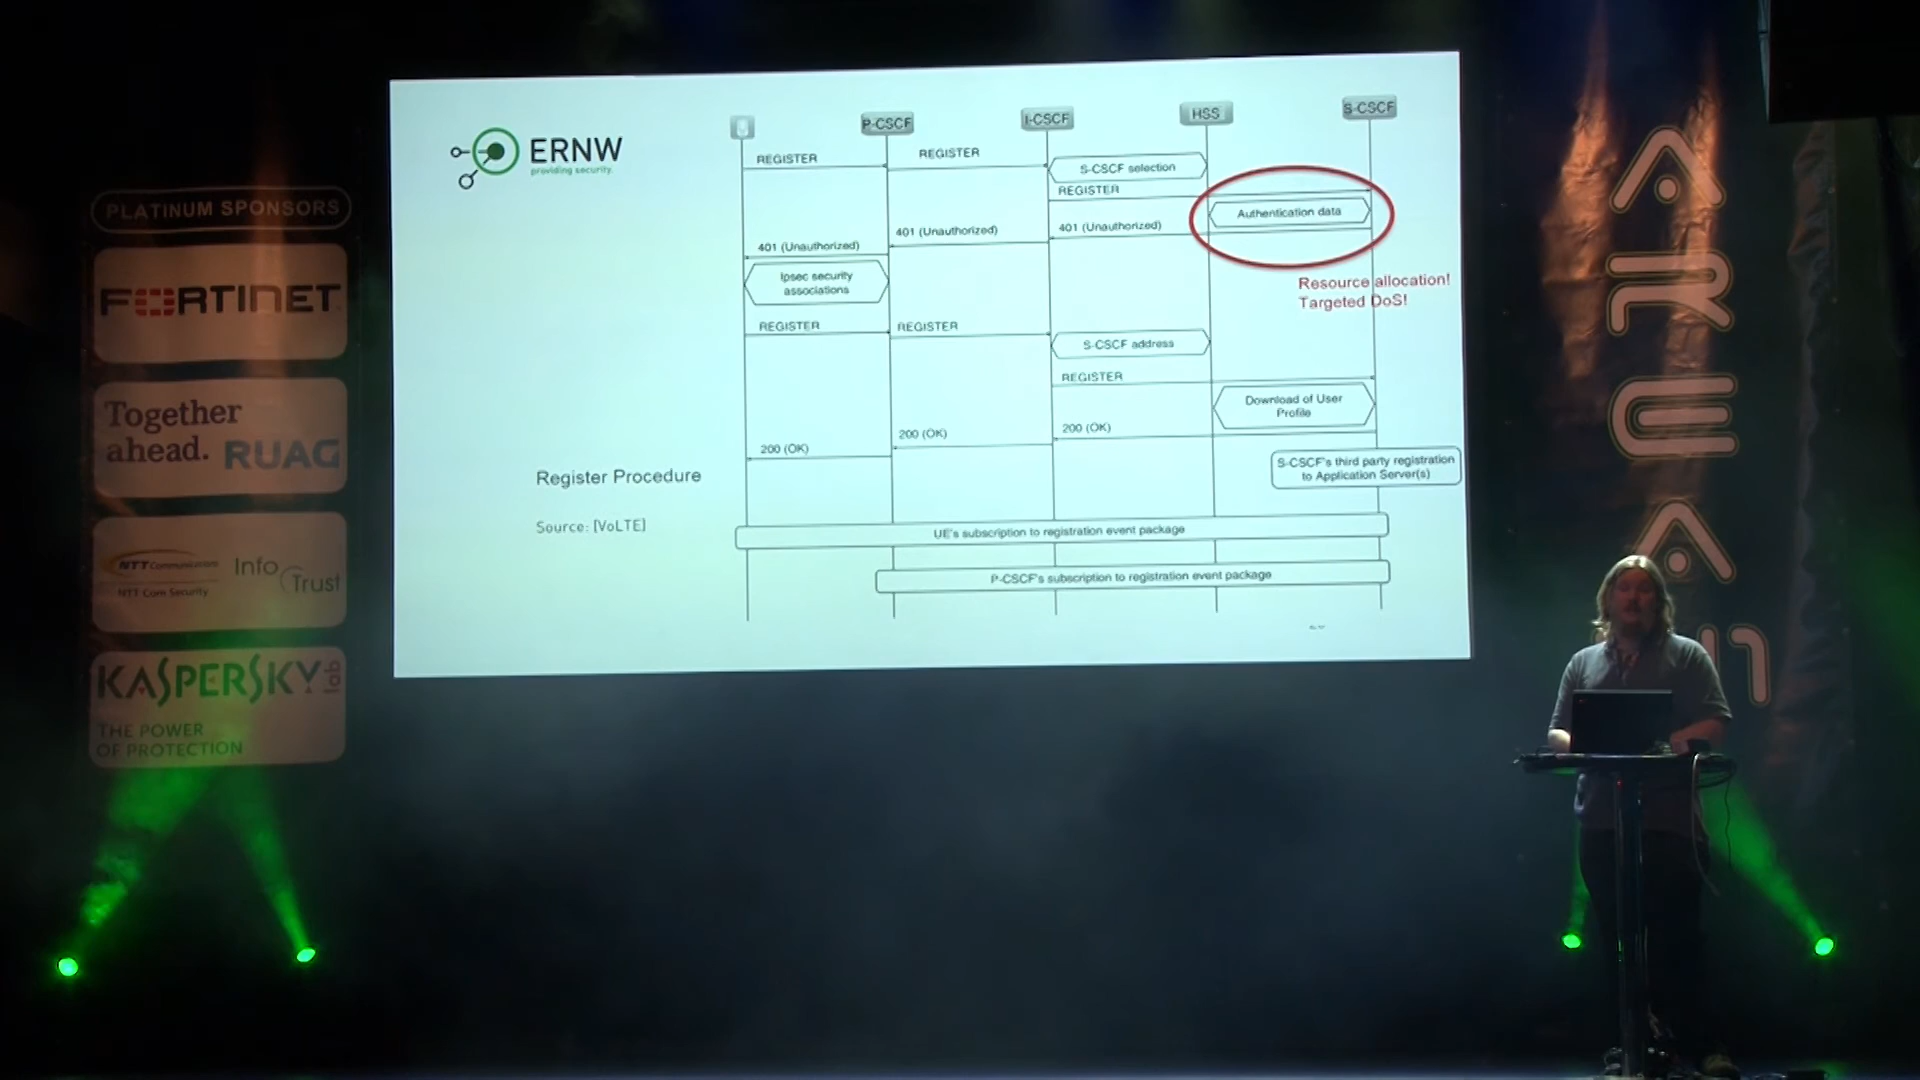 PLATINUM SPONSORS
FORTINET
Together
ahead. RUAG
NTT Communications
NTT Com Security
Info
Trust
KASPERSKY lab
THE POWER
OF PROTECTION
ERNW
providing security.
P-CSCF
I-CSCF
HSS
S-CSCF
REGISTER
REGISTER
S-CSCF selection
REGISTER
Authentication data
401 (Unauthorized)
401 (Unauthorized)
401 (Unauthorized)
Ipsec security
associations
Resource allocation!
Targeted DoS!
REGISTER
REGISTER
S-CSCF address
REGISTER
Download of User
Profile
200 (OK)
200 (OK)
200 (OK)
S-CSCF's third party registration
to Application Server(s)
Register Procedure
Source: [VoLTE]
UE's subscription to registration event package
P-CSCF's subscription to registration event package